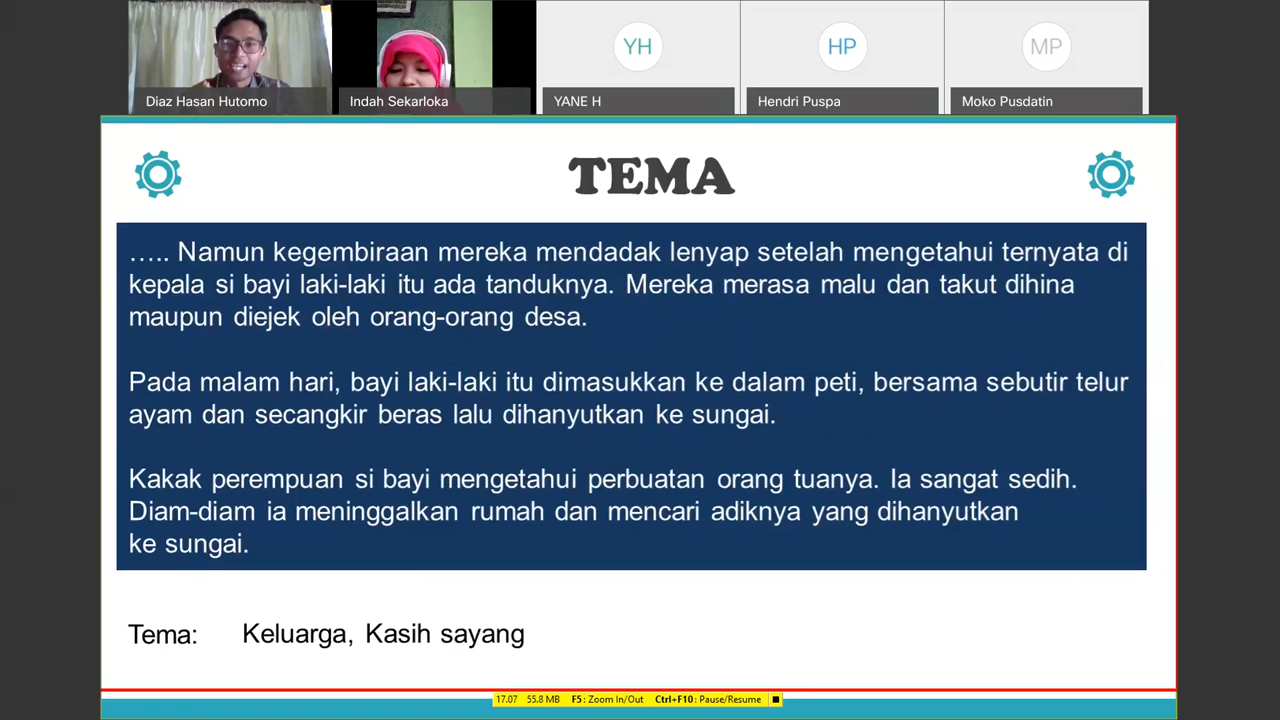 YH
HP
MP
Diaz Hasan Hutomo
Indah Sekarloka
YANE H
Hendri Puspa
Moko Pusdatin
TEMA
….. Namun kegembiraan mereka mendadak lenyap setelah mengetahui ternyata di
kepala si bayi laki-laki itu ada tanduknya. Mereka merasa malu dan takut dihina
maupun diejek oleh orang-orang desa.
Pada malam hari, bayi laki-laki itu dimasukkan ke dalam peti, bersama sebutir telur
ayam dan secangkir beras lalu dihanyutkan ke sungai.
Kakak perempuan si bayi mengetahui perbuatan orang tuanya. Ia sangat sedih.
Diam-diam ia meninggalkan rumah dan mencari adiknya yang dihanyutkan
ke sungai.
Tema: Keluarga, Kasih sayang
17.07 55.8 MB F5: Zoom In/Out Ctrl+F10: Pause/Resume